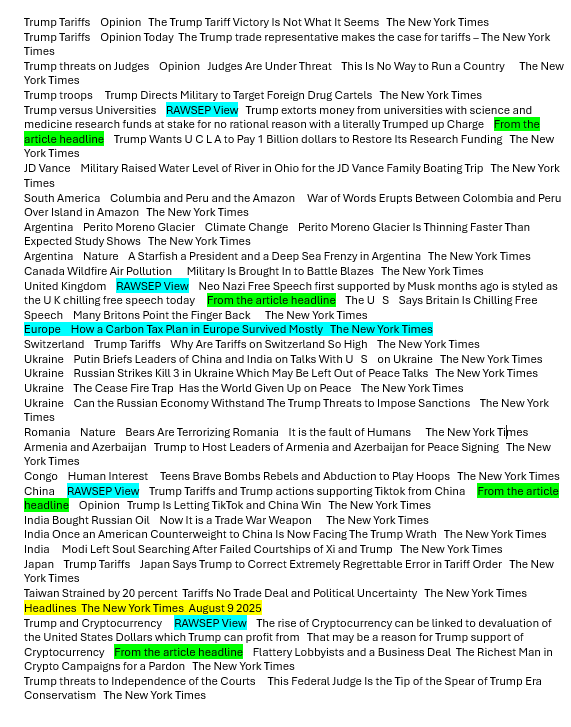 Trump Tariffs Opinion The Trump Tariff Victory Is Not What It Seems The New York Times
Trump Tariffs Opinion Today The Trump trade representative makes the case for tariffs – The New York
Times
Trump threats on Judges Opinion Judges Are Under Threat This Is No Way to Run a Country The New
York Times
Trump troops Trump Directs Military to Target Foreign Drug Cartels The New York Times
Trump versus Universities RAWSEP View Trump extorts money from universities with science and
medicine research funds at stake for no rational reason with a literally Trumped up Charge From the
article headline Trump Wants U C L A to Pay 1 Billion dollars to Restore Its Research Funding The New
York Times
JD Vance Military Raised Water Level of River in Ohio for the JD Vance Family Boating Trip The New York
Times
South America Columbia and Peru and the Amazon War of Words Erupts Between Colombia and Peru
Over Island in Amazon The New York Times
Argentina Perito Moreno Glacier Climate Change Perito Moreno Glacier Is Thinning Faster Than
Expected Study Shows The New York Times
Argentina Nature A Starfish a President and a Deep Sea Frenzy in Argentina The New York Times
Canada Wildfire Air Pollution Military Is Brought In to Battle Blazes The New York Times
United Kingdom RAWSEP View Neo Nazi Free Speech first supported by Musk months ago is styled as
the U K chilling free speech today From the article headline The U S Says Britain Is Chilling Free
Speech Many Britons Point the Finger Back The New York Times
Europe How a Carbon Tax Plan in Europe Survived Mostly The New York Times
Switzerland Trump Tariffs Why Are Tariffs on Switzerland So High The New York Times
Ukraine Putin Briefs Leaders of China and India on Talks With U S on Ukraine The New York Times
Ukraine Russian Strikes Kill 3 in Ukraine Which May Be Left Out of Peace Talks The New York Times
Ukraine The Cease Fire Trap Has the World Given Up on Peace The New York Times
Ukraine Can the Russian Economy Withstand The Trump Threats to Impose Sanctions The New York
Times
Romania Nature Bears Are Terrorizing Romania It is the fault of Humans The New York Times
Armenia and Azerbaijan Trump to Host Leaders of Armenia and Azerbaijan for Peace Signing The New
York Times
Congo Human Interest Teens Brave Bombs Rebels and Abduction to Play Hoops The New York Times
China RAWSEP View Trump Tariffs and Trump actions supporting Tiktok from China From the article
headline Opinion Trump Is Letting TikTok and China Win The New York Times
India Bought Russian Oil Now It is a Trade War Weapon The New York Times
India Once an American Counterweight to China Is Now Facing The Trump Wrath The New York Times
India Modi Left Soul Searching After Failed Courtships of Xi and Trump The New York Times
Japan Trump Tariffs Japan Says Trump to Correct Extremely Regrettable Error in Tariff Order The New
York Times
Taiwan Strained by 20 percent Tariffs No Trade Deal and Political Uncertainty The New York Times
Headlines The New York Times August 9 2025
Trump and Cryptocurrency RAWSEP View The rise of Cryptocurrency can be linked to devaluation of
the United States Dollars which Trump can profit from That may be a reason for Trump support of
Cryptocurrency From the article headline Flattery Lobbyists and a Business Deal The Richest Man in
Crypto Campaigns for a Pardon The New York Times
Trump threats to Independence of the Courts This Federal Judge Is the Tip of the Spear of Trump Era
Conservatism The New York Times